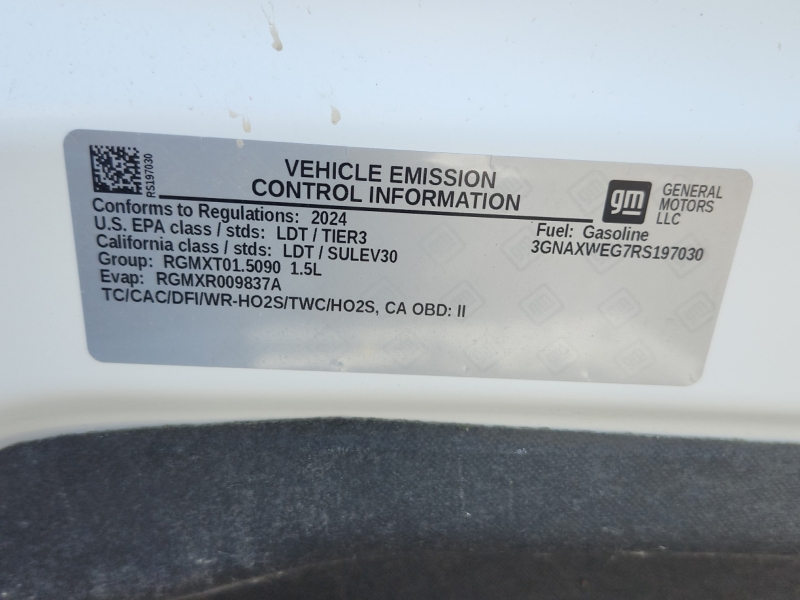 RS197030
VEHICLE EMISSION
CONTROL INFORMATION
gm
GENERAL
MOTORS
LLC
Conforms to Regulations: 2024
U.S. EPA class / stds: LDT / TIER3
California class / stds: LDT / SULEV30
Group: RGMXT01.5090 1.5L
Evap: RGMXR009837A
TC/CAC/DFI/WR-HO2S/TWC/HO2S, CA OBD: II
Fuel: Gasoline
3GNAXWEG7RS197030